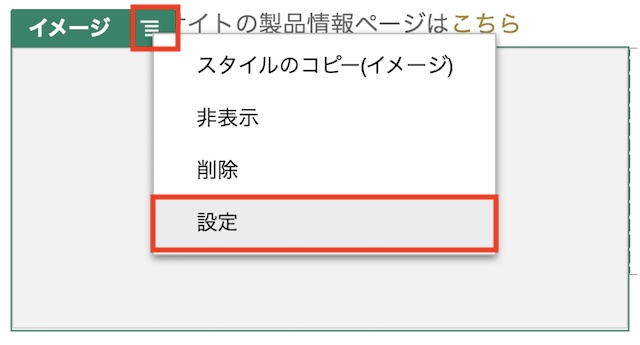 イメージ
イトの製品情報ページはこちら
スタイルのコピー(イメージ)
非表示
削除
設定